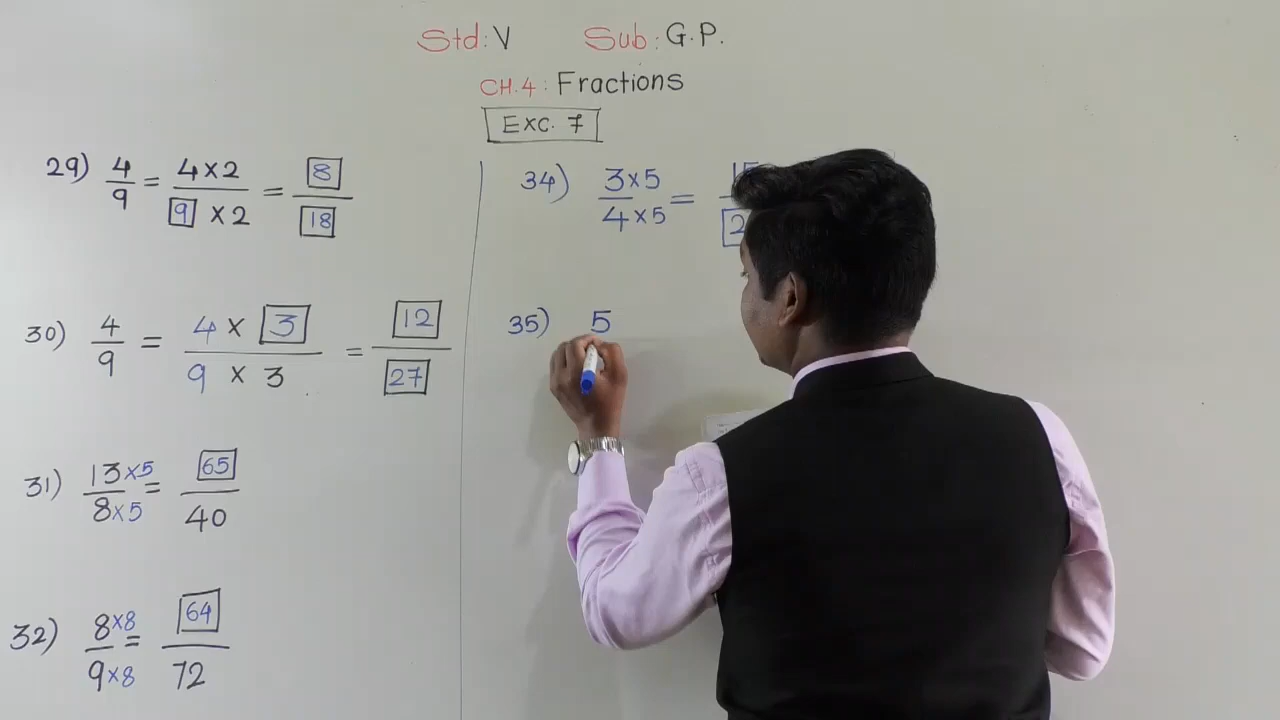 Std: V Sub: G.P.
CH.4: Fractions
Exc. 7
29) 4/9 = 4 × 2 / 9 × 2 = 8/18
30) 4/9 = 4 × 3 / 9 × 3 = 12/27
31) 13 ×5 / 8 ×5 = 65/40
32) 8 ×8 / 9 ×8 = 64/72
34) 3 ×5 / 4 ×5 = 15
35) 5